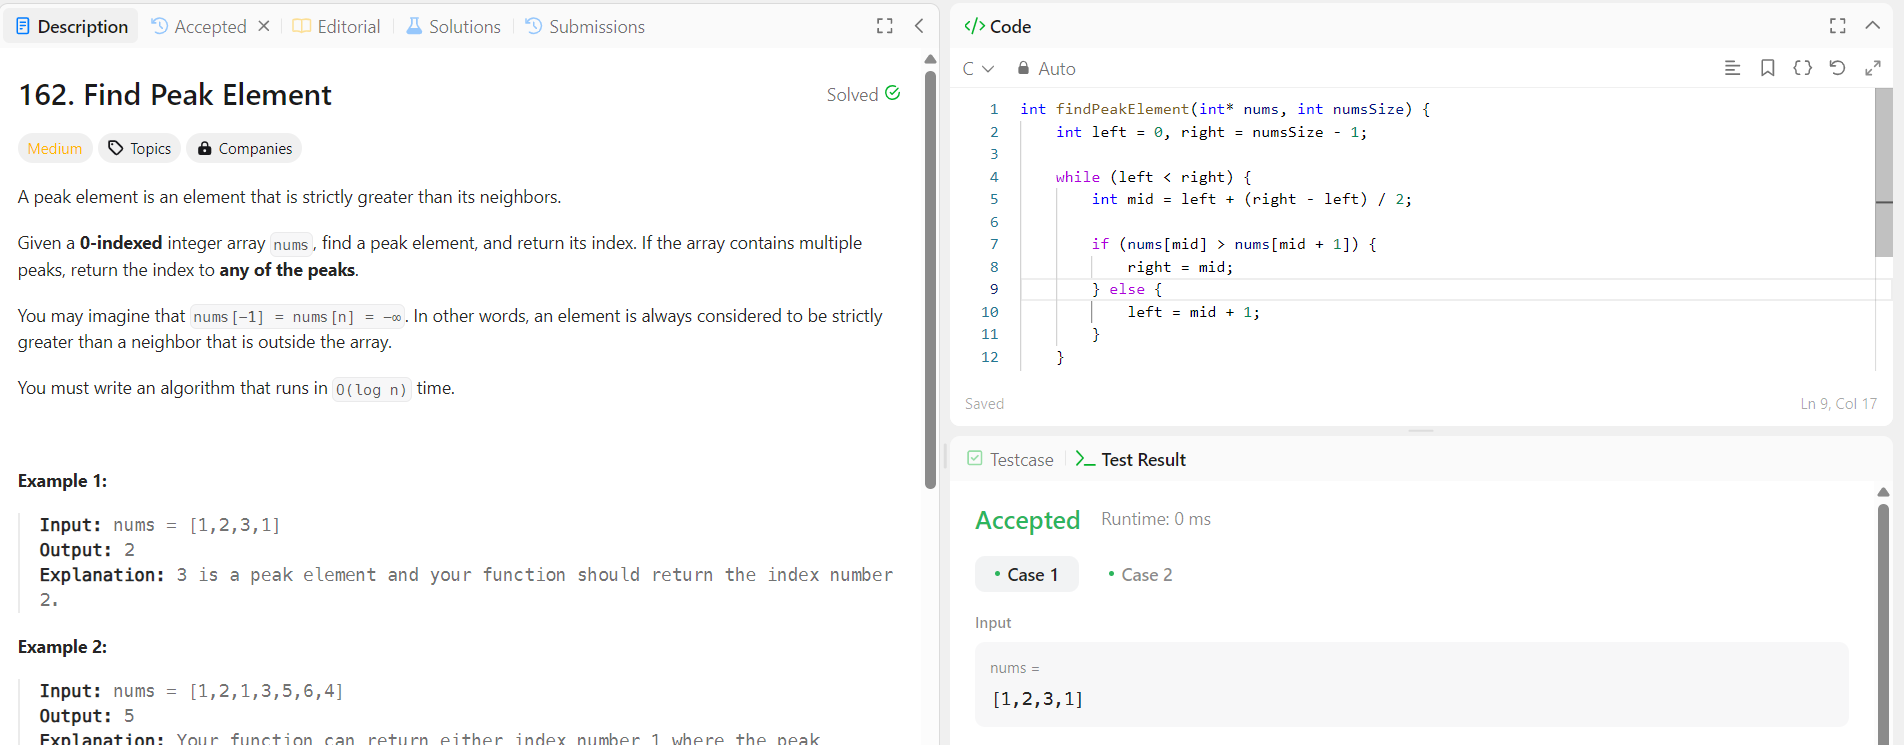 Description
Accepted
Editorial
Solutions
Submissions
162. Find Peak Element
Solved
Medium
Topics
Companies
A peak element is an element that is strictly greater than its neighbors.
Given a 0-indexed integer array nums, find a peak element, and return its index. If the array contains multiple
peaks, return the index to any of the peaks.
You may imagine that nums[-1] = nums[n] = -∞. In other words, an element is always considered to be strictly
greater than a neighbor that is outside the array.
You must write an algorithm that runs in O(log n) time.
Example 1:
Input: nums = [1,2,3,1]
Output: 2
Explanation: 3 is a peak element and your function should return the index number
2.
Example 2:
Input: nums = [1,2,1,3,5,6,4]
Output: 5
Explanation: Your function can return either index number 1 where the peak
</> Code
C
Auto
1 int findPeakElement(int* nums, int numsSize) {
2     int left = 0, right = numsSize - 1;
3
4     while (left < right) {
5         int mid = left + (right - left) / 2;
6
7         if (nums[mid] > nums[mid + 1]) {
8             right = mid;
9         } else {
10             left = mid + 1;
11         }
12     }
Saved
Ln 9, Col 17
Testcase
Test Result
Accepted
Runtime: 0 ms
Case 1
Case 2
Input
nums =
[1,2,3,1]